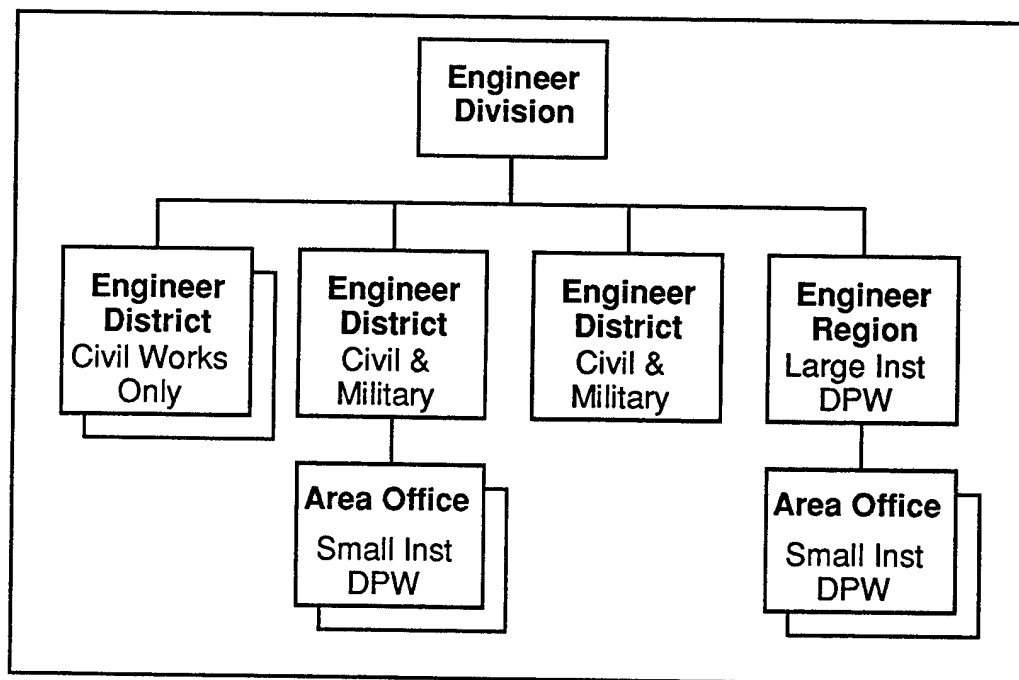 Engineer
Division
Engineer
District
Civil Works
Only
Engineer
District
Civil &
Military
Engineer
District
Civil &
Military
Engineer
Region
Large Inst
DPW
Area Office
Small Inst
DPW
Area Office
Small Inst
DPW